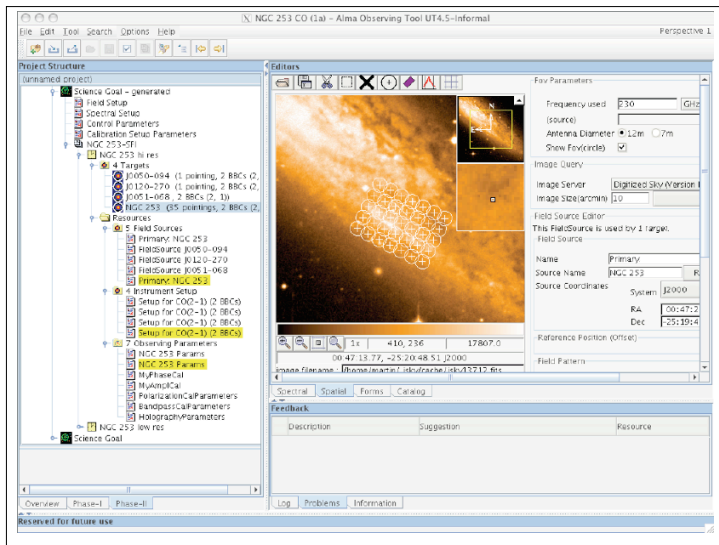 NGC 253 CO (1a) - Alma Observing Tool UT4.5-Informal
File Edit Tool Search Options Help
Perspective 1
Project Structure
(unnamed project)
Science Goal - generated
Field Setup
Spectral Setup
Control Parameters
Calibration Setup Parameters
NGC 253-SFI
NGC 253 hi res
4 Targets
J0050-094 (1 pointing, 2 BBCs (2,
J0120-270 (1 pointing, 2 BBCs (2,
J0051-068 , 2 BBCs (2, 1))
NGC 253 (35 pointings, 2 BBCs (2,
Resources
5 Field Sources
Primary: NGC 253
FieldSource J0050-094
FieldSource J0120-270
FieldSource J0051-068
Primary: NGC 253
4 Instrument Setup
Setup for CO(2-1) (2 BBCs)
Setup for CO(2-1) (2 BBCs)
Setup for CO(2-1) (2 BBCs)
Setup for CO(2-1) (2 BBCs)
7 Observing Parameters
NGC 253 Params
NGC 253 Params
MyPhaseCal
MyAmplCal
PolarizationCalParameters
BandpassCalParameters
HolographyParameters
NGC 253 low res
Science Goal
Overview Phase-I Phase-II
Editors
N
E
1x 410, 236 17807.0
00:47:13.77, -25:20:48.51 J2000
image filename : /home/martin/.jsky/cache/jsky43712.fits
Spectral Spatial Forms Catalog
Fov Parameters
Frequency used 230 GHz
(source)
Antenna Diameter 12m 7m
Show Fov(circle)
Image Query
Image Server Digitized Sky (Version I
Image Size(arcmin) 10
Field Source Editor
This FieldSource is used by 1 target.
Field Source
Name Primary
Source Name NGC 253 R
Source Coordinates System J2000
RA 00:47:2
Dec -25:19:4
Reference Position (Offset)
Field Pattern
Feedback
Description Suggestion Resource
Log Problems Information
Reserved for future use